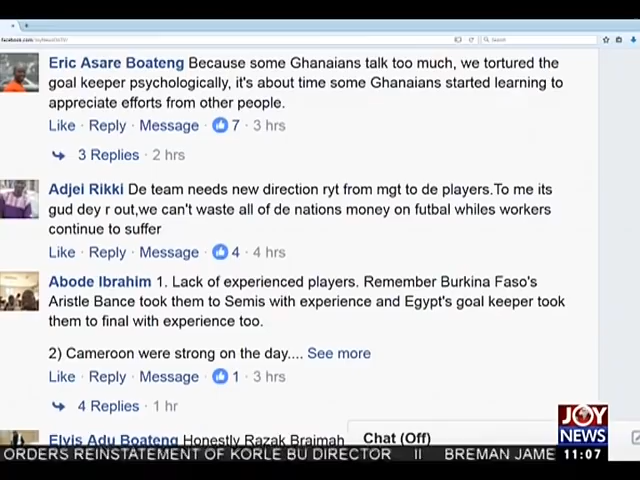 Search
Eric Asare Boateng Because some Ghanaians talk too much, we tortured the
goal keeper psychologically, it's about time some Ghanaians started learning to
appreciate efforts from other people.
Like · Reply · Message · 7 · 3 hrs
3 Replies · 2 hrs
Adjei Rikki De team needs new direction ryt from mgt to de players.To me its
gud dey r out,we can't waste all of de nations money on futbal whiles workers
continue to suffer
Like · Reply · Message · 4 · 4 hrs
Abode Ibrahim 1. Lack of experienced players. Remember Burkina Faso's
Aristle Bance took them to Semis with experience and Egypt's goal keeper took
them to final with experience too.
2) Cameroon were strong on the day.... See more
Like · Reply · Message · 1 · 3 hrs
4 Replies · 1 hr
Elvis Adu Boateng Honestly Razak Braimah
Chat (Off)
JOY
NEWS
ORDERS REINSTATEMENT OF KORLE BU DIRECTOR II BREMAN JAME
11:07